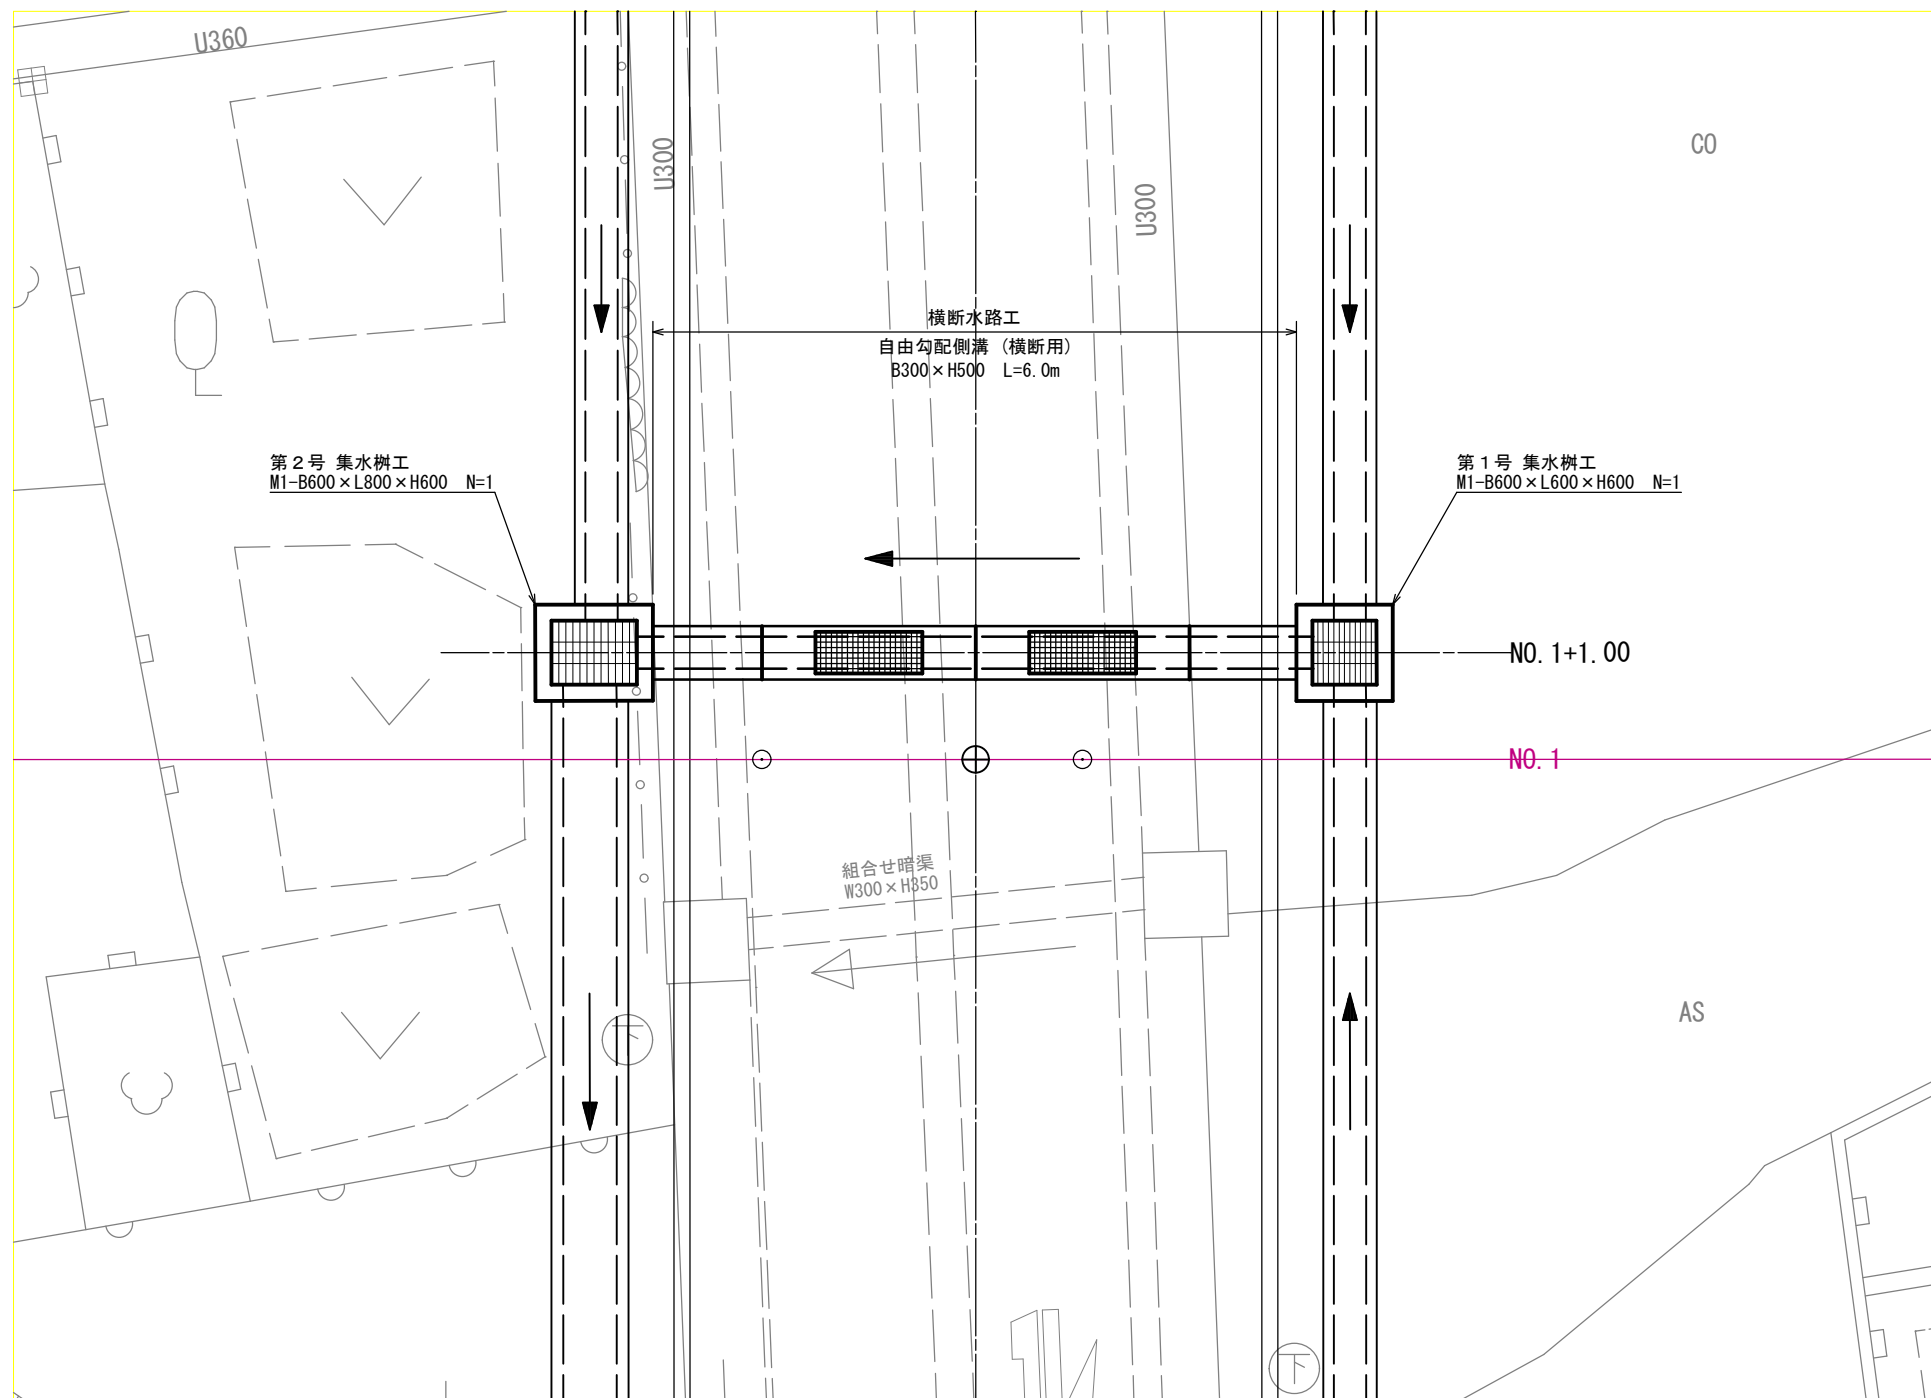 U360
CO
U300
U300
横断水路工
自由勾配側溝（横断用）
B300×H500 L=6.0m
第２号 集水桝工
M1-B600×L800×H600 N=1
第１号 集水桝工
M1-B600×L600×H600 N=1
NO.1+1.00
NO.1
組合せ暗渠
W300×H350
AS
下
下